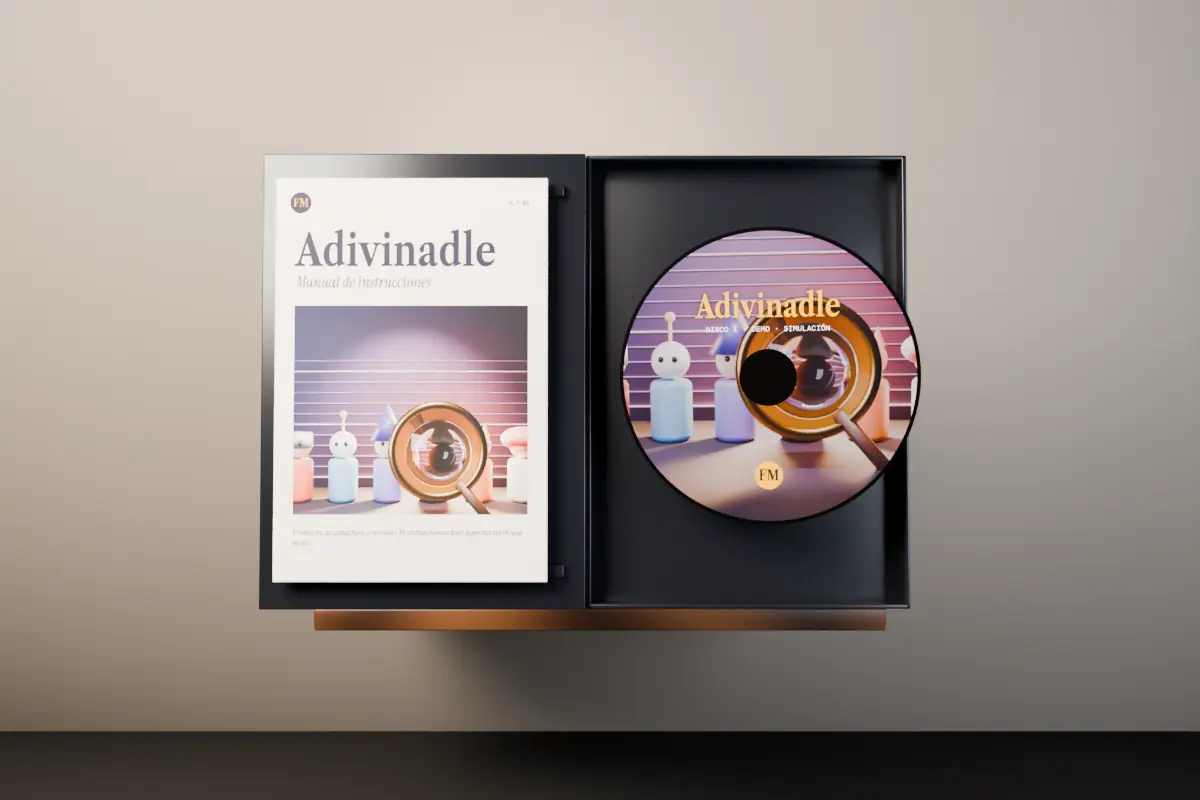 FM
Adivinadle
Manual de instrucciones
Adivinadle
DISCO 1 · DEMO · SIMULACIÓN
FM